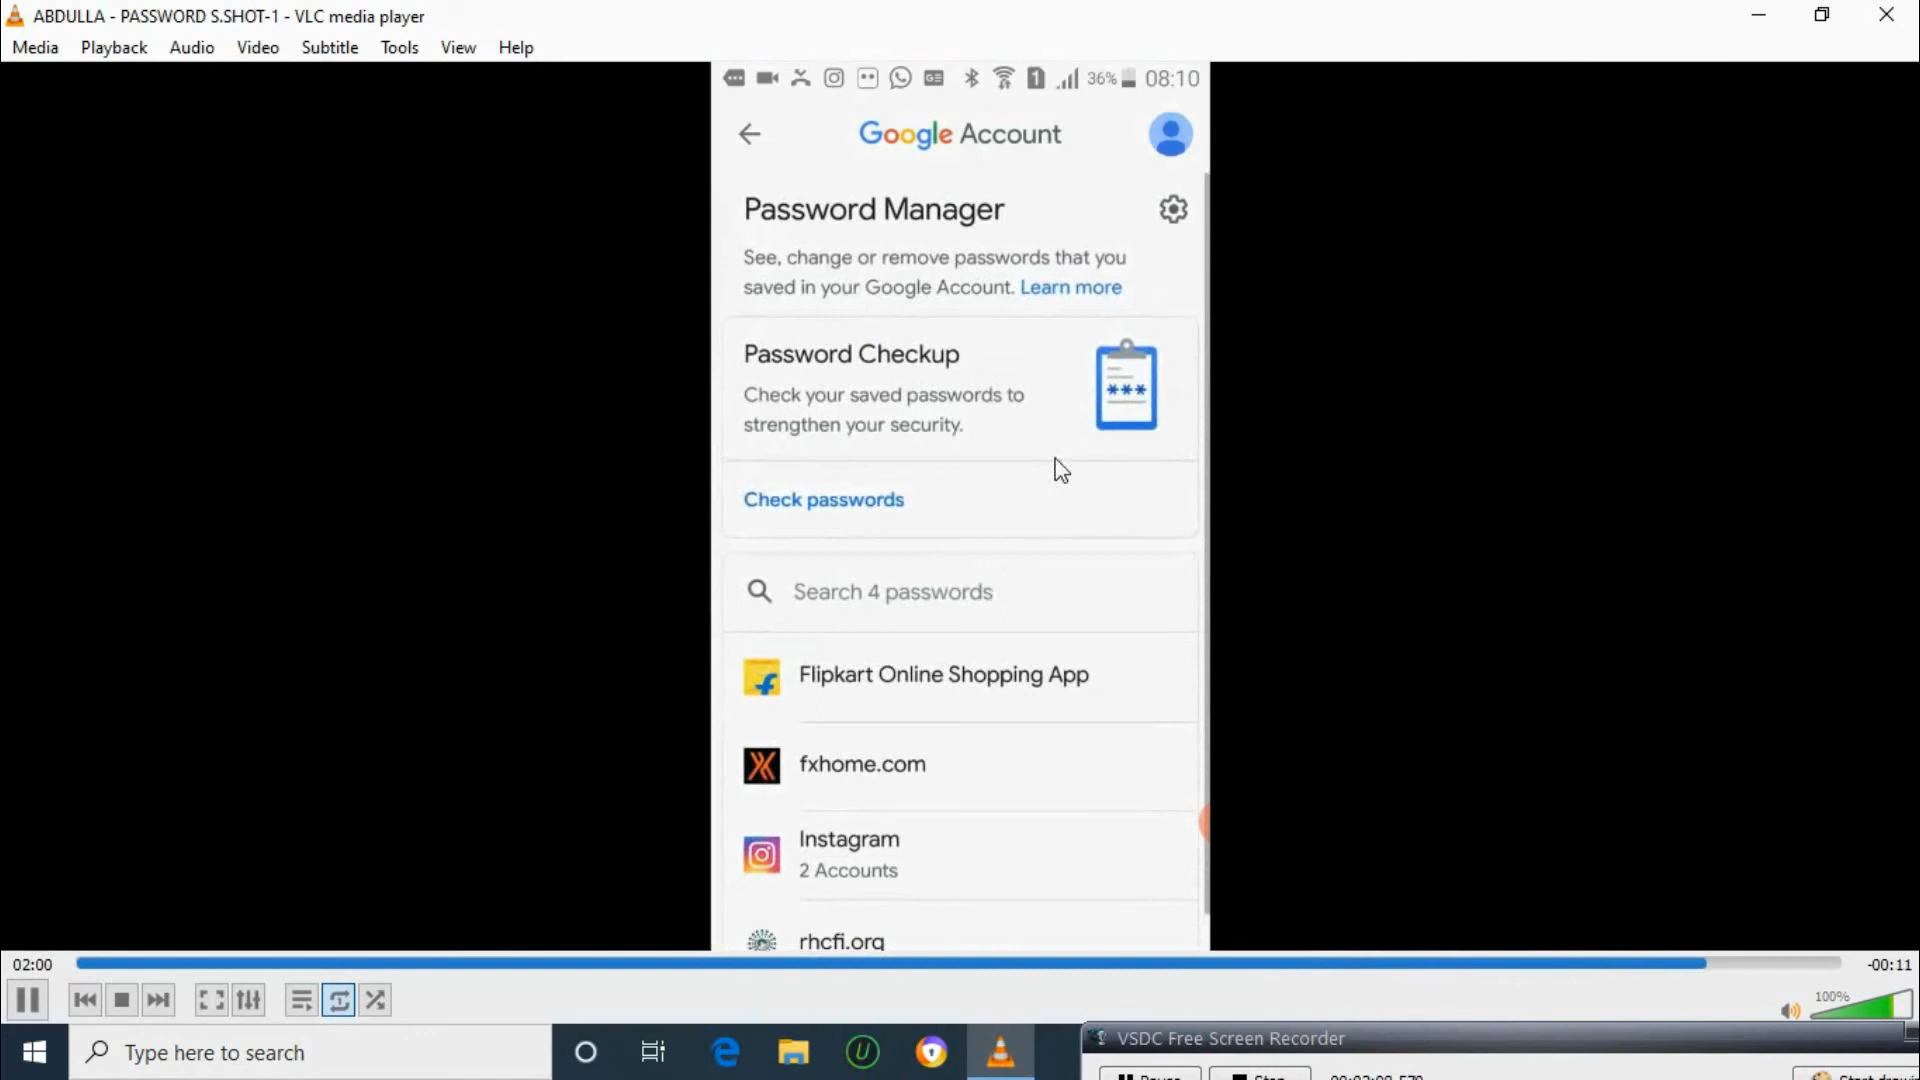 ABDULLA - PASSWORD S.SHOT-1 - VLC media player
Media Playback Audio Video Subtitle Tools View Help
1 36% 08:10
Google Account
Password Manager
See, change or remove passwords that you
saved in your Google Account. Learn more
Password Checkup
Check your saved passwords to
strengthen your security.
***
Check passwords
Search 4 passwords
Flipkart Online Shopping App
fxhome.com
Instagram
2 Accounts
rhcfi.org
02:00 -00:11
100%
Type here to search
VSDC Free Screen Recorder
Pause Stop